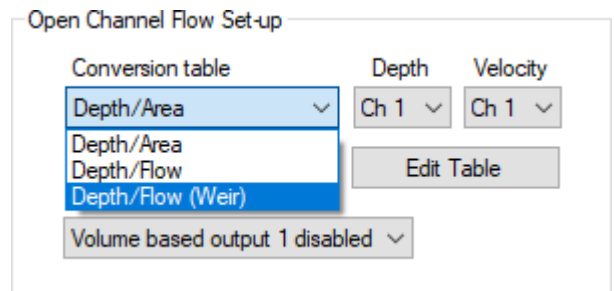 Open Channel Flow Set-up
Conversion table Depth Velocity
Depth/Area Ch 1 Ch 1
Depth/Area
Depth/Flow Edit Table
Depth/Flow (Weir)
Volume based output 1 disabled